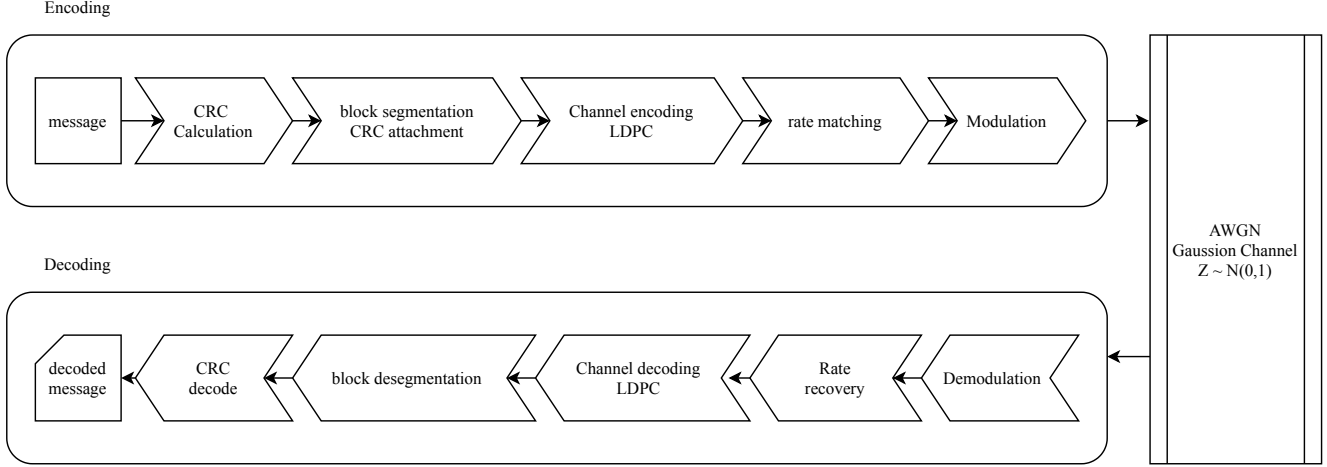 Encoding
message
CRC
Calculation
block segmentation
CRC attachment
Channel encoding
LDPC
rate matching
Modulation
AWGN
Gaussion Channel
Z ~ N(0,1)
Decoding
decoded
message
CRC
decode
block desegmentation
Channel decoding
LDPC
Rate
recovery
Demodulation